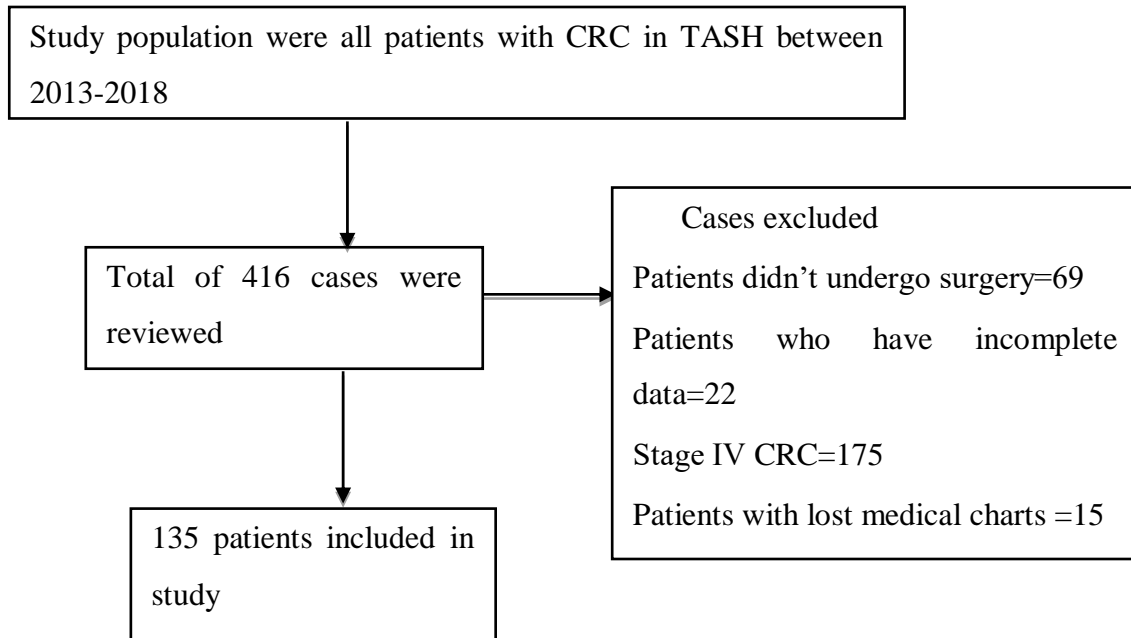 Study population were all patients with CRC in TASH between
2013-2018
Total of 416 cases were
reviewed
Cases excluded
Patients didn’t undergo surgery=69
Patients who have incomplete
data=22
Stage IV CRC=175
Patients with lost medical charts =15
135 patients included in
study